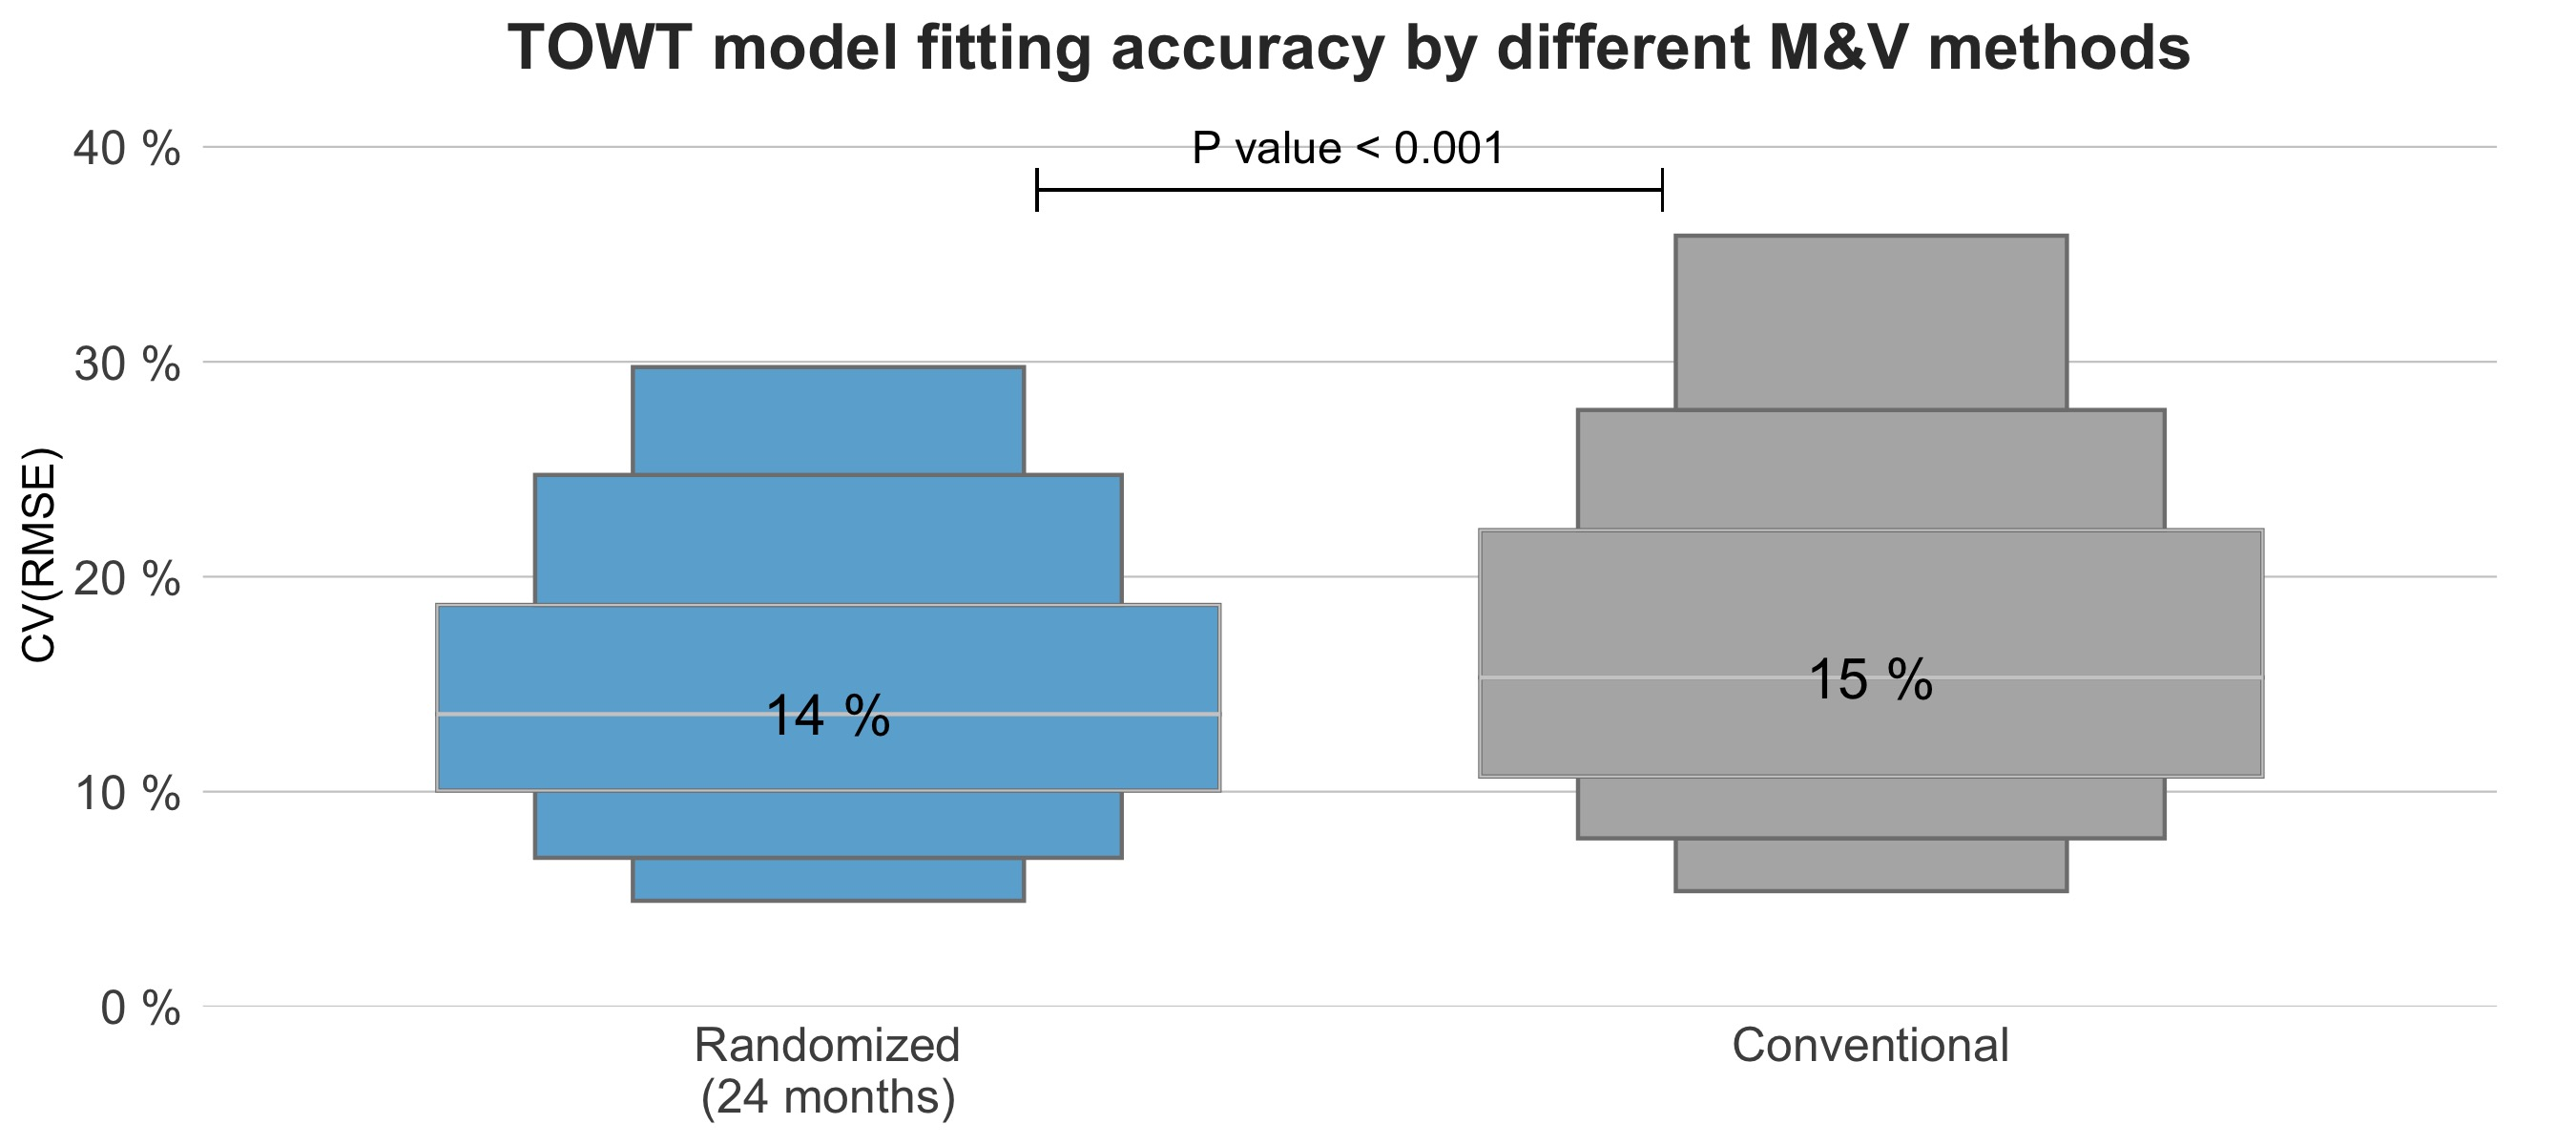 TOWT model fitting accuracy by different M&V methods
40 %
P value < 0.001
30 %
CV(RMSE)
20 %
15 %
14 %
10 %
0 %
Randomized
(24 months)
Conventional